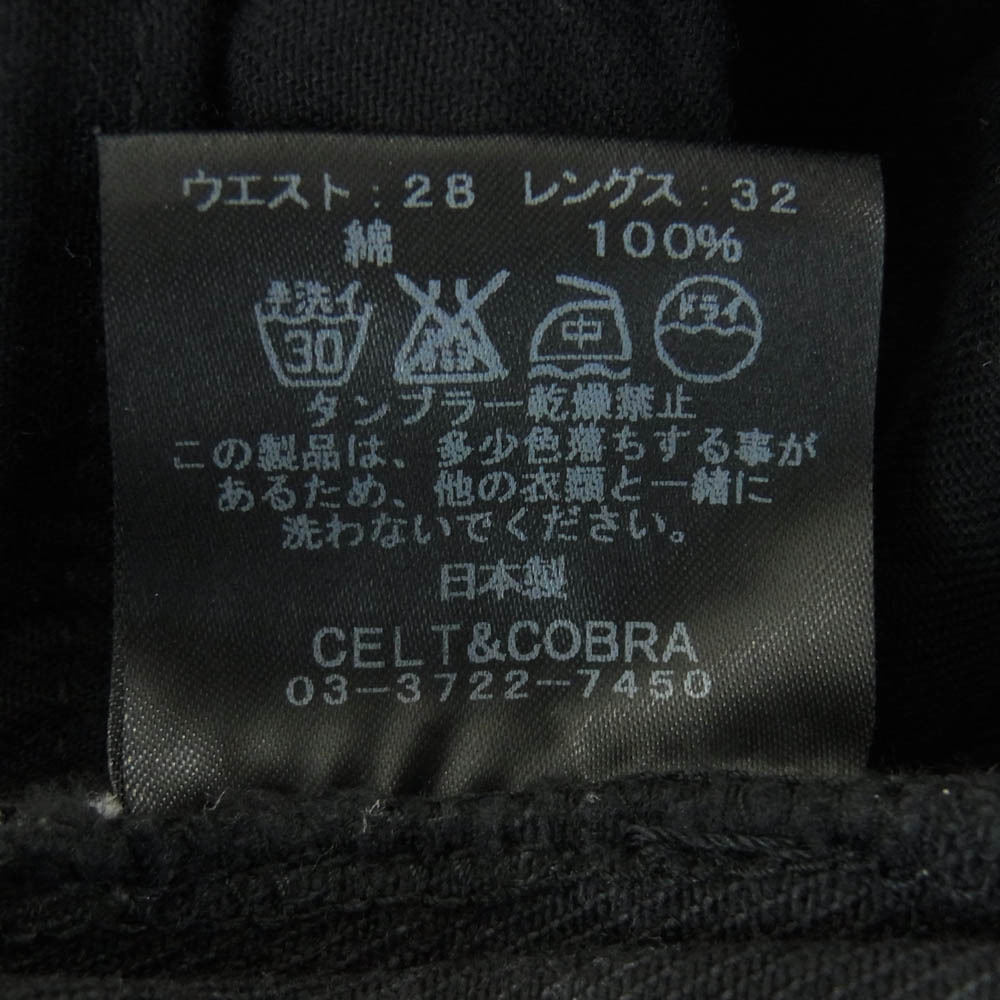 ウエスト：28 レングス：32
綿 100%
手洗イ 30 中 ドライ
タンブラー乾燥禁止
この製品は、多少色落ちする事が
あるため、他の衣類と一緒に
洗わないでください。
日本製
CELT&COBRA
03-3722-7450